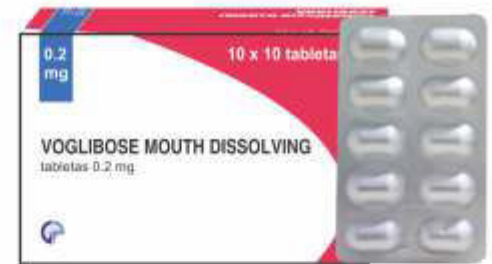 0.2
mg
10 x 10 tabletas
VOGLIBOSE MOUTH DISSOLVING
tabletas 0.2 mg